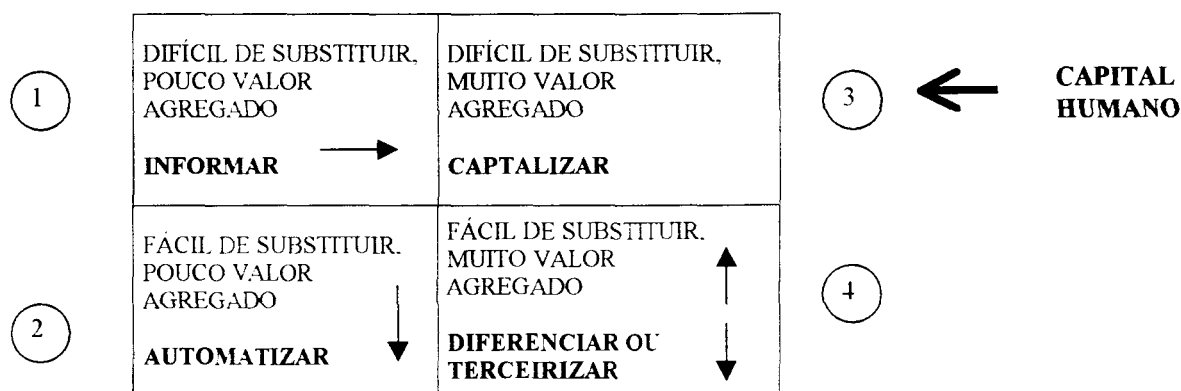 1
DIFÍCIL DE SUBSTITUIR,
POUCO VALOR
AGREGADO
INFORMAR
DIFÍCIL DE SUBSTITUIR,
MUITO VALOR
AGREGADO
CAPTALIZAR
3
CAPITAL
HUMANO
2
FÁCIL DE SUBSTITUIR.
POUCO VALOR
AGREGADO
AUTOMATIZAR
FÁCIL DE SUBSTITUIR.
MUITO VALOR
AGREGADO
DIFERENCIAR OU
TERCEIRIZAR
4